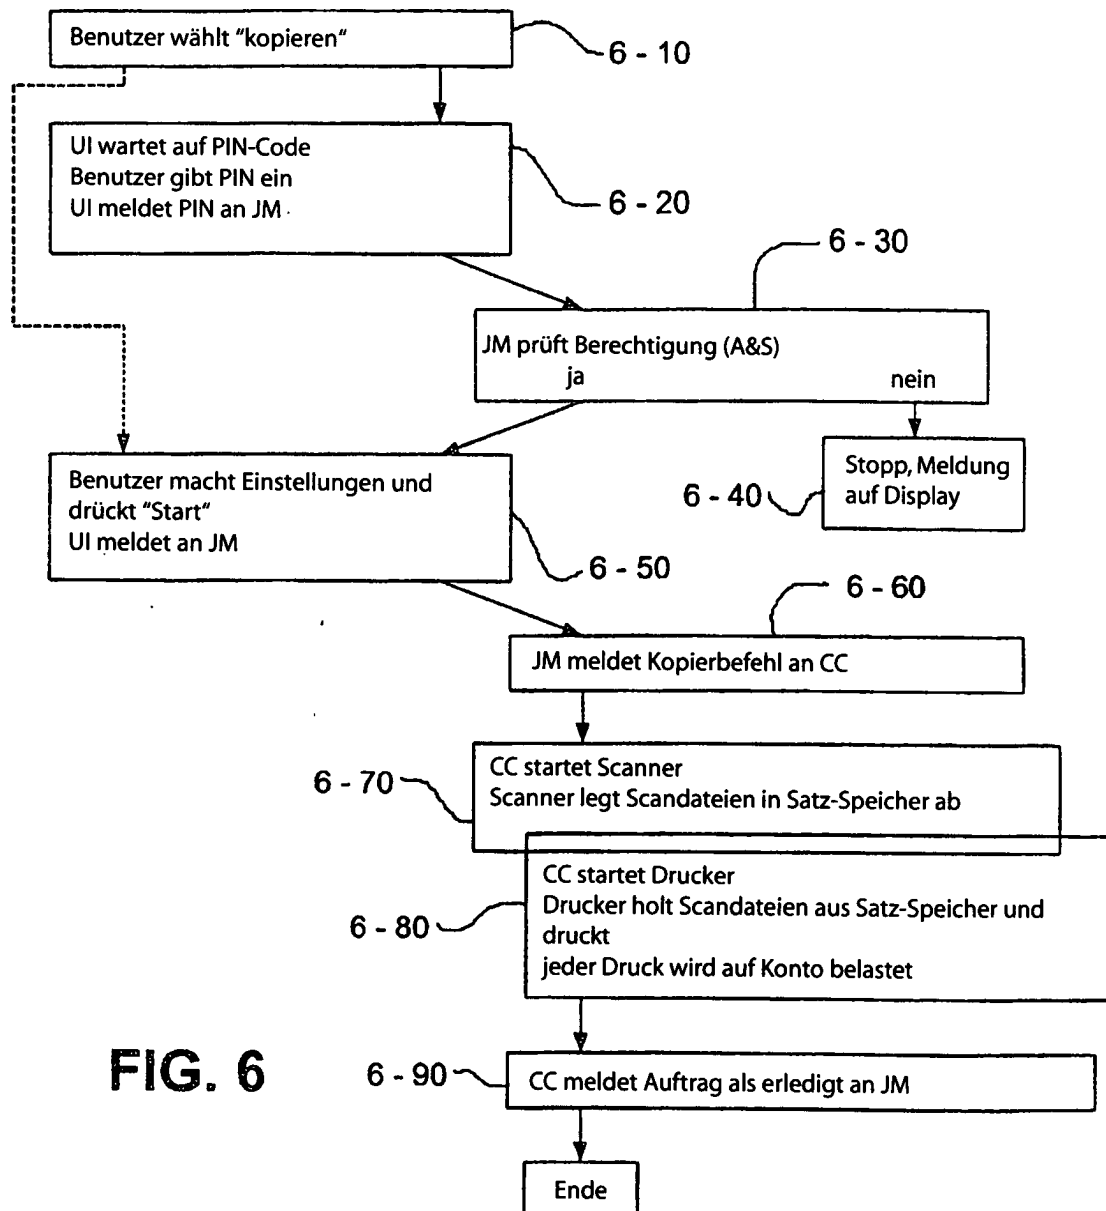 Benutzer wählt "kopieren“
6 - 10
UI wartet auf PIN-Code
Benutzer gibt PIN ein
UI meldet PIN an JM
6 - 20
6 - 30
JM prüft Berechtigung (A&S)
ja
nein
Stopp, Meldung
auf Display
6 - 40
Benutzer macht Einstellungen und
drückt "Start“
UI meldet an JM
6 - 50
6 - 60
JM meldet Kopierbefehl an CC
CC startet Scanner
Scanner legt Scandateien in Satz-Speicher ab
6 - 70
CC startet Drucker
Drucker holt Scandateien aus Satz-Speicher und
druckt
jeder Druck wird auf Konto belastet
6 - 80
FIG. 6
6 - 90
CC meldet Auftrag als erledigt an JM
Ende